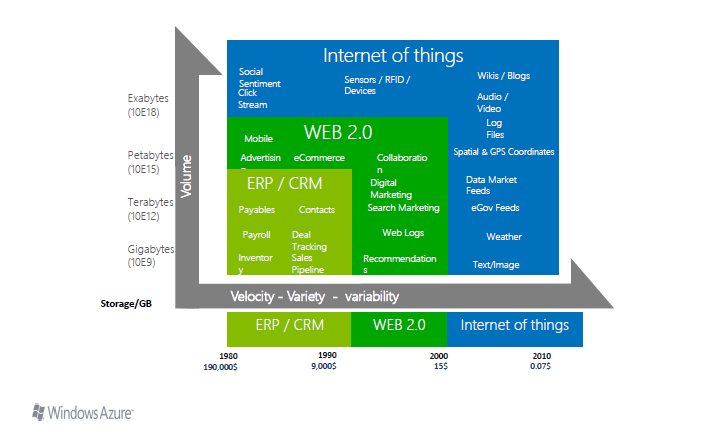 Internet of things
Social
Sentiment
Click
Stream
Sensors / RFID /
Devices
Wikis / Blogs
Audio /
Video
Log
Files
Spatial & GPS Coordinates
Data Market
Feeds
eGov Feeds
Weather
Text/Image
WEB 2.0
Mobile
Advertisin
eCommerce
Collaboratio
n
Digital
Marketing
Search Marketing
Web Logs
Recommendation
s
ERP / CRM
Payables
Contacts
Payroll
Deal
Tracking
Inventor
y
Sales
Pipeline
Exabytes
(10E18)
Petabytes
(10E15)
Terabytes
(10E12)
Gigabytes
(10E9)
Volume
Storage/GB
Velocity - Variety - variability
ERP / CRM
WEB 2.0
Internet of things
1980
1990
2000
2010
190,000$
9,000$
15$
0.07$
Windows Azure